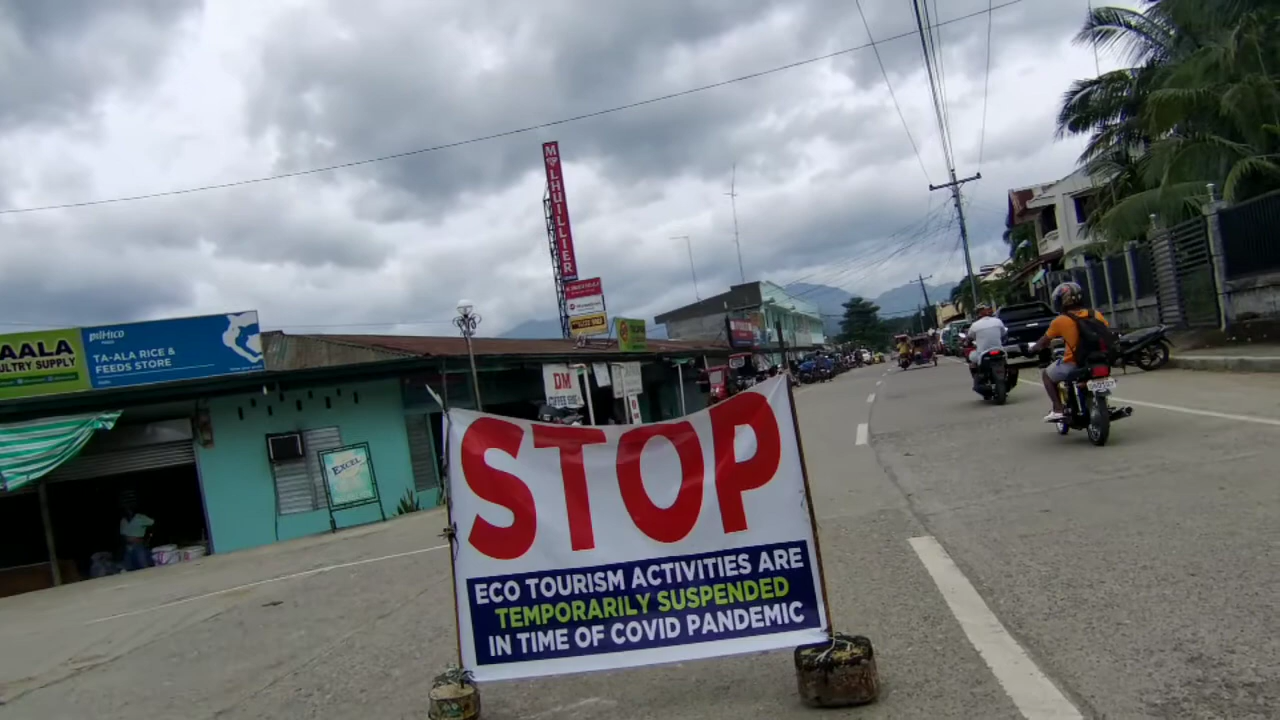 M LHUILLIER
AALA
ULTRY SUPPLY
pilmico
TA-ALA RICE &
FEEDS STORE
DM
EXCEL
STOP
ECO TOURISM ACTIVITIES ARE
TEMPORARILY SUSPENDED
IN TIME OF COVID PANDEMIC